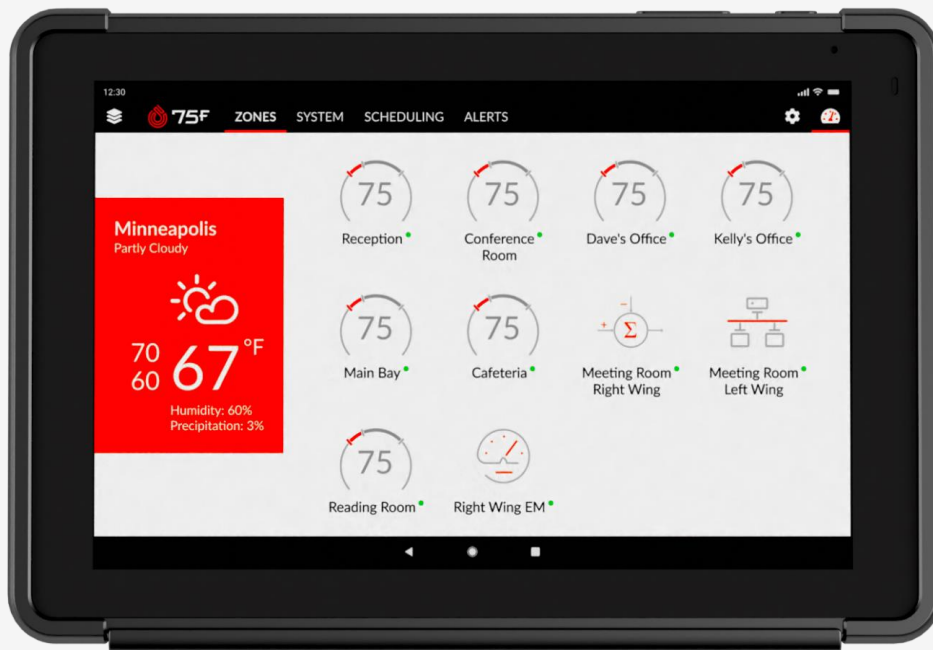 12:30
75F
ZONES
SYSTEM
SCHEDULING
ALERTS
Minneapolis
Partly Cloudy
70
60
67°F
Humidity: 60%
Precipitation: 3%
75
Reception
75
Conference
Room
75
Dave's Office
75
Kelly's Office
75
Main Bay
75
Cafeteria
Σ
Meeting Room
Right Wing
Meeting Room
Left Wing
75
Reading Room
Right Wing EM